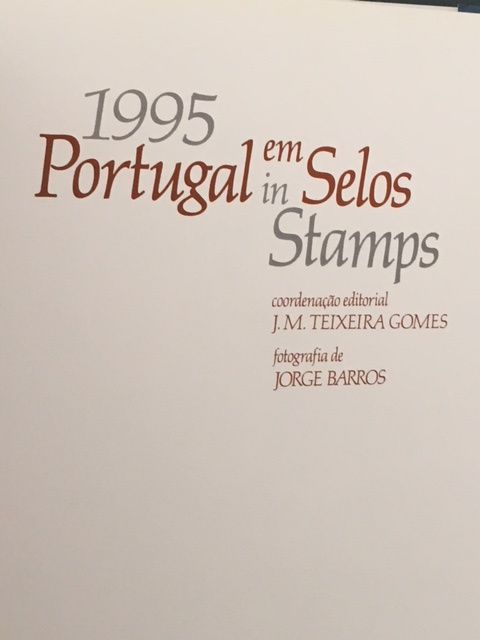 1995
Portugal em Selos
in Stamps
coordenação editorial
J. M. TEIXEIRA GOMES
fotografia de
JORGE BARROS